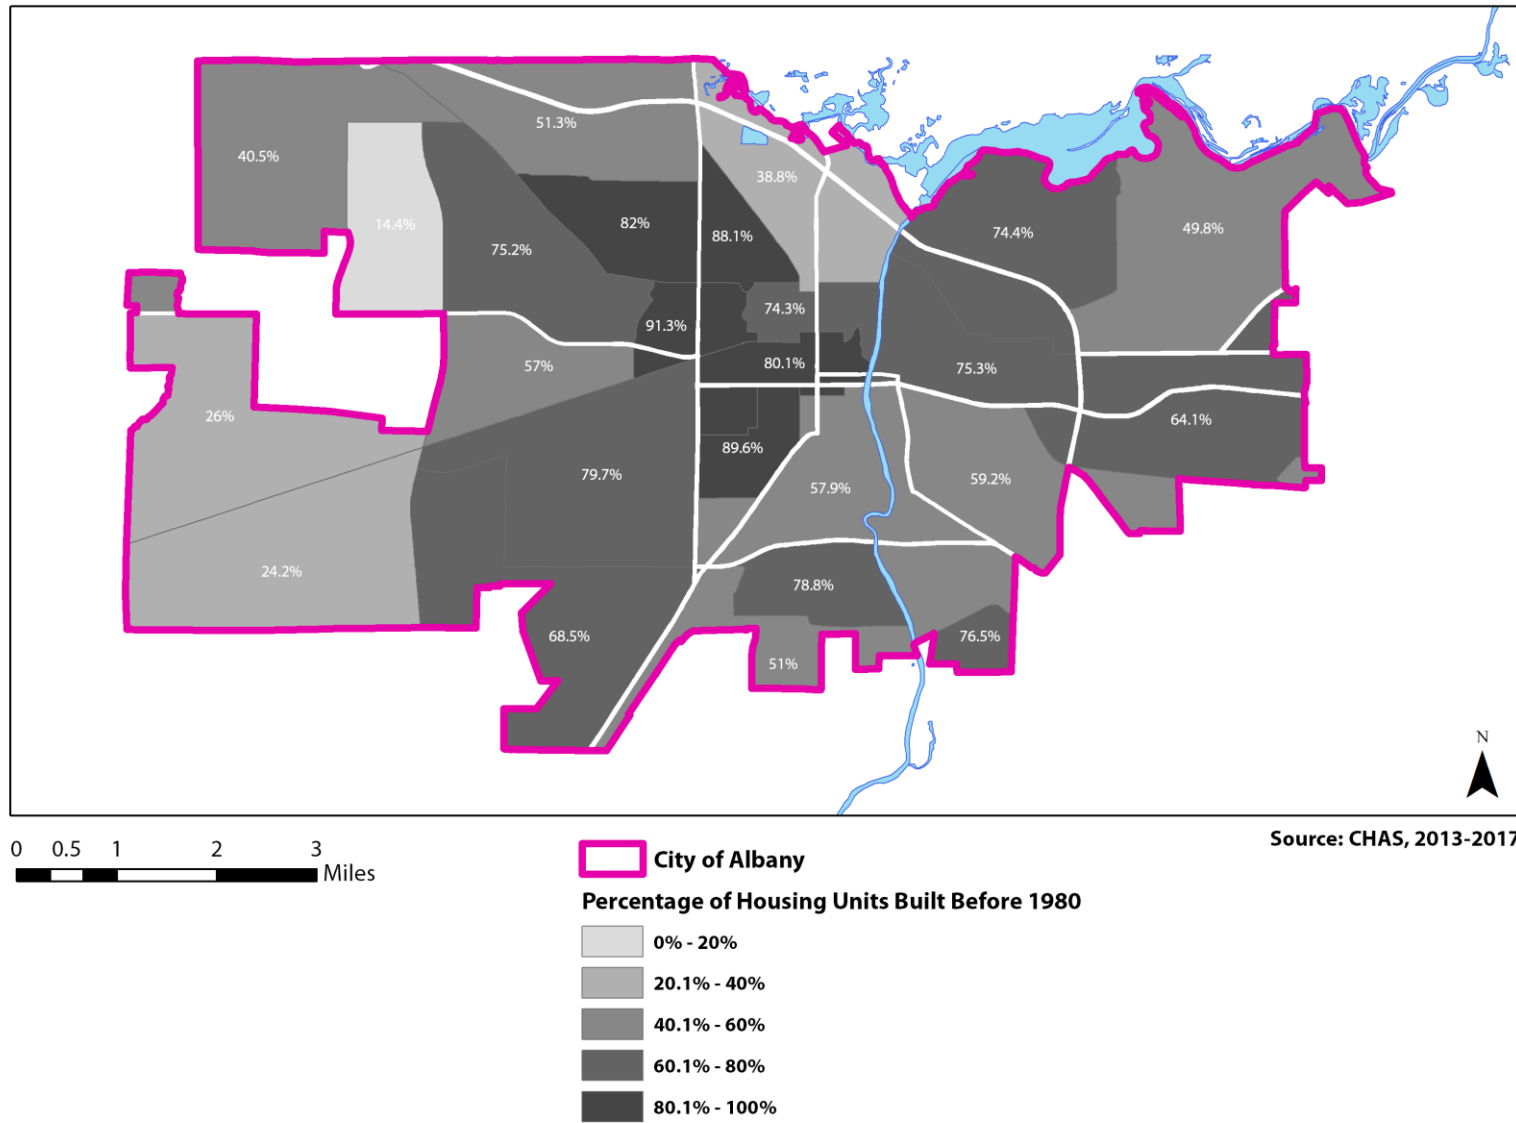 51.3%
40.5%
38.8%
14.4%
82%
49.8%
88.1%
74.4%
75.2%
74.3%
91.3%
80.1%
57%
75.3%
26%
64.1%
89.6%
79.7%
59.2%
57.9%
24.2%
78.8%
68.5%
76.5%
51%
N
Source: CHAS, 2013-2017
0 0.5 1 2 3
Miles
City of Albany
Percentage of Housing Units Built Before 1980
0% - 20%
20.1% - 40%
40.1% - 60%
60.1% - 80%
80.1% - 100%